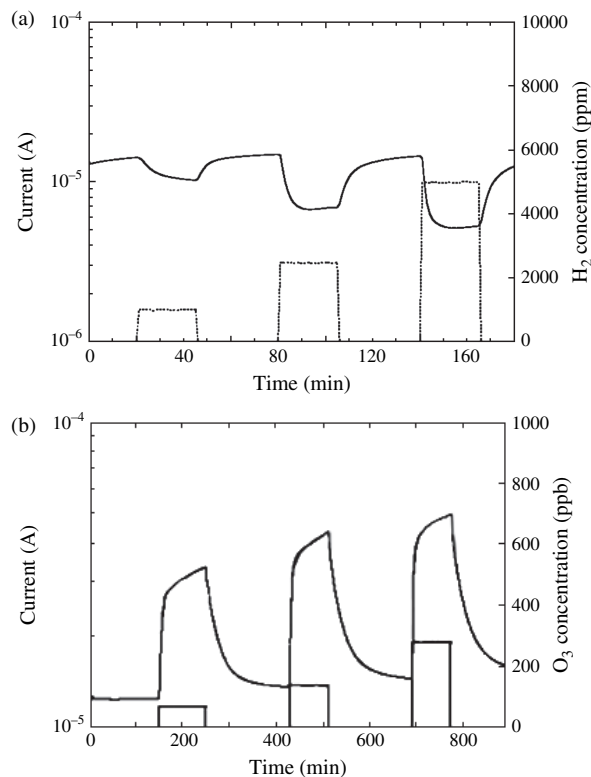 (a)
10⁻⁴
10⁻⁵
10⁻⁶
Current (A)
10000
8000
6000
4000
2000
0
H₂ concentration (ppm)
0 40 80 120 160
Time (min)
(b)
10⁻⁴
10⁻⁵
Current (A)
1000
800
600
400
200
0
O₃ concentration (ppb)
0 200 400 600 800
Time (min)